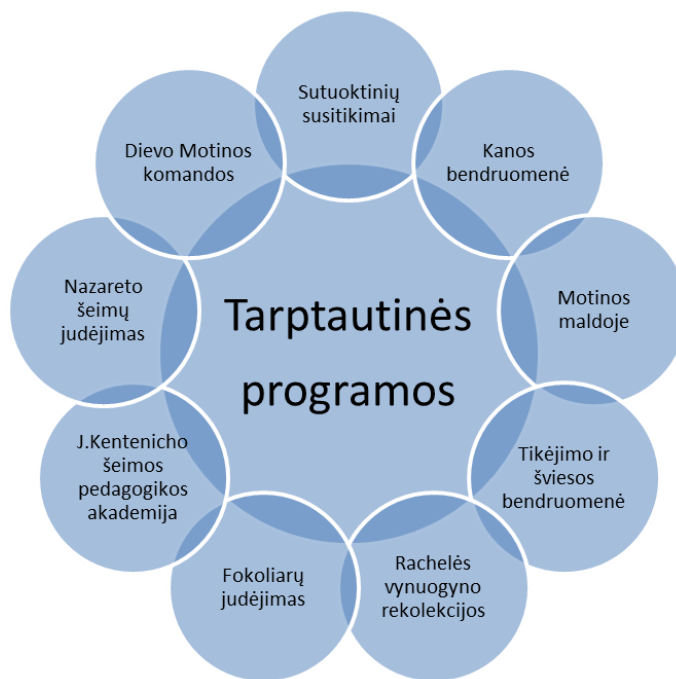 Sutuoktinių
susitikimai
Kanos
bendruomenė
Motinos
maldoje
Tikėjimo ir
šviesos
bendruomenė
Rachelės
vynuogyno
rekolekcijos
Fokoliarų
judėjimas
J.Kentenicho
šeimos
pedagogikos
akademija
Nazareto
šeimų
judėjimas
Dievo Motinos
komandos
Tarptautinės
programos